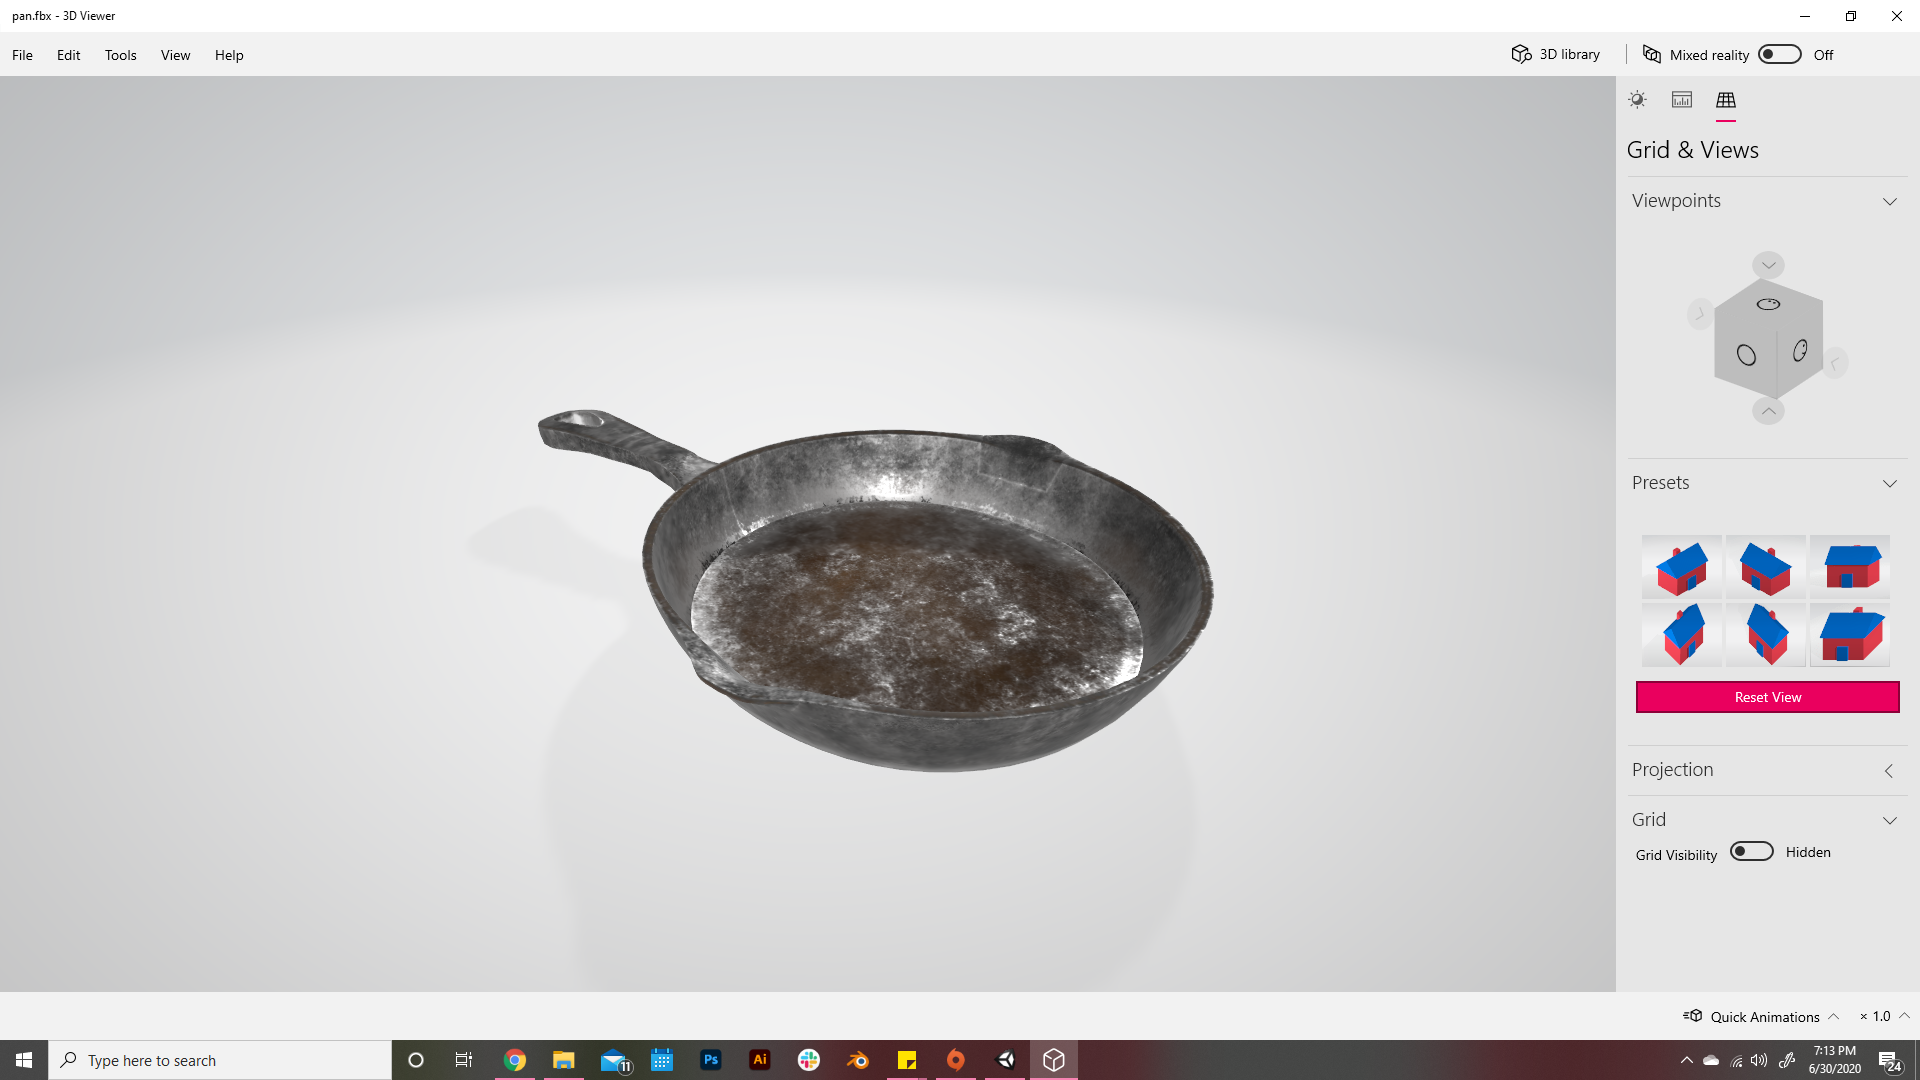 pan.fbx - 3D Viewer
File Edit Tools View Help
3D library
Mixed reality Off
Grid & Views
Viewpoints
Presets
Reset View
Projection
Grid
Grid Visibility Hidden
Quick Animations × 1.0
Type here to search
11
Ps
Ai
7:13 PM
6/30/2020
24